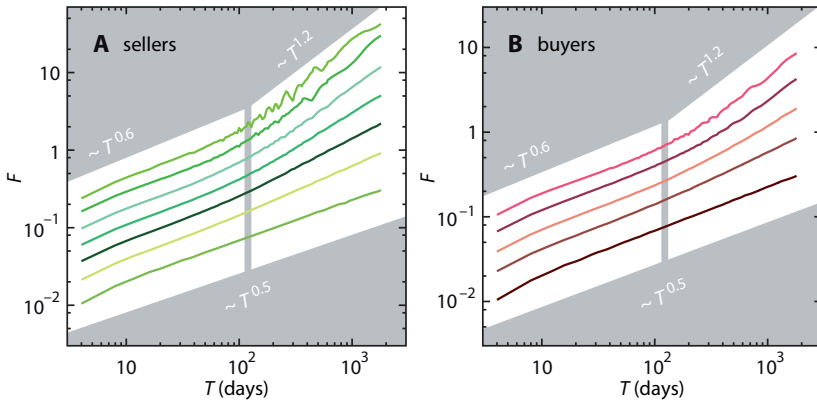 A sellers
~ T^0.6
~ T^1.2
~ T^0.5
F
10
1
10^-1
10^-2
10
10^2
10^3
T (days)
B buyers
~ T^0.6
~ T^1.2
~ T^0.5
F
10
1
10^-1
10^-2
10
10^2
10^3
T (days)